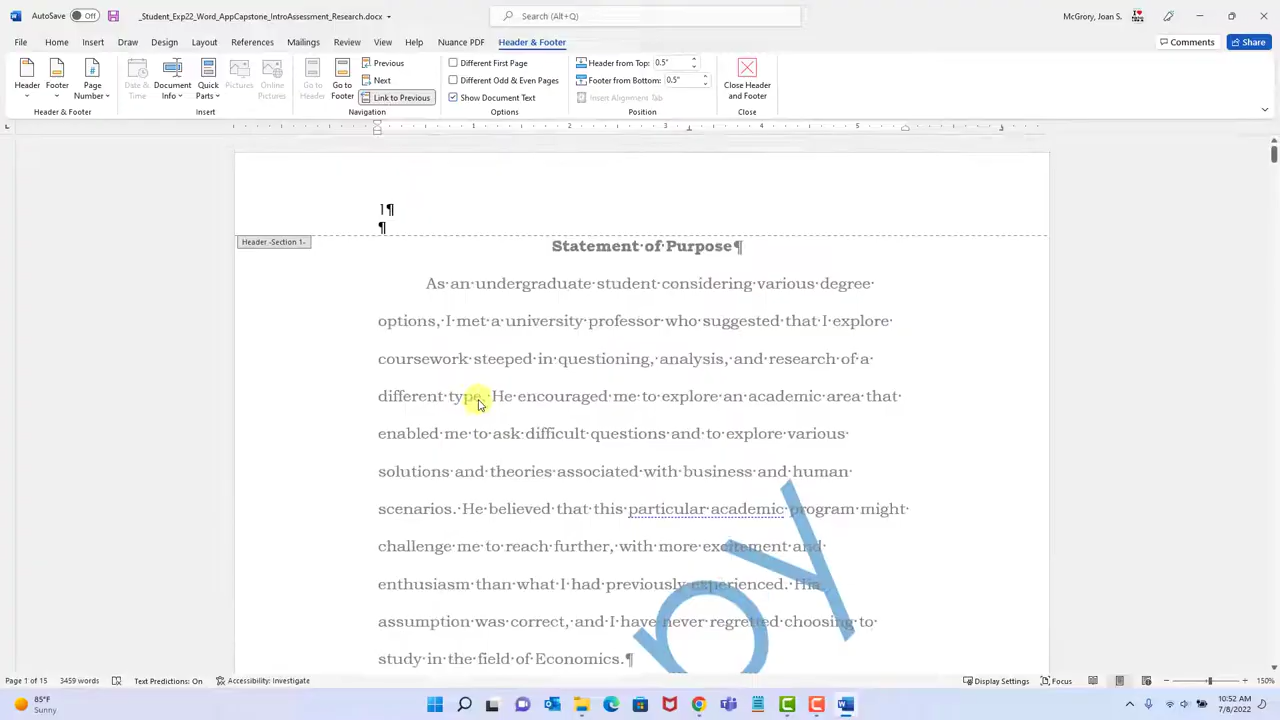 AutoSave Off _Student_Exp22_Word_AppCapstone_IntroAssessment_Research.docx Search (Alt+Q) McGrory, Joan S.
File Home Insert Draw Design Layout References Mailings Review View Help Nuance PDF Header & Footer Comments Share
Header Footer Page Number Date & Time Document Info Quick Parts Pictures Online Pictures Go to Header Go to Footer Previous Next Link to Previous Different First Page Different Odd & Even Pages Show Document Text Header from Top: 0.5" Footer from Bottom: 0.5" Insert Alignment Tab Close Header and Footer
Header & Footer Insert Navigation Options Position Close
1 2 3 4 5
1¶
¶
Header -Section 1-
Statement·of·Purpose¶
As·an·undergraduate·student·considering·various·degree·
options,·I·met·a·university·professor·who·suggested·that·I·explore·
coursework·steeped·in·questioning,·analysis,·and·research·of·a·
different·type.·He·encouraged·me·to·explore·an·academic·area·that·
enabled·me·to·ask·difficult·questions·and·to·explore·various·
solutions·and·theories·associated·with·business·and·human·
scenarios.·He·believed·that·this·particular·academic·program·might·
challenge·me·to·reach·further,·with·more·excitement·and·
enthusiasm·than·what·I·had·previously·experienced.·His·
assumption·was·correct,·and·I·have·never·regretted·choosing·to·
study·in·the·field·of·Economics.¶
py
Page 1 of 15 3459 words Text Predictions: On Accessibility: Investigate Display Settings Focus 150%
85°F
Sunny
10:52 AM
7/8/2022